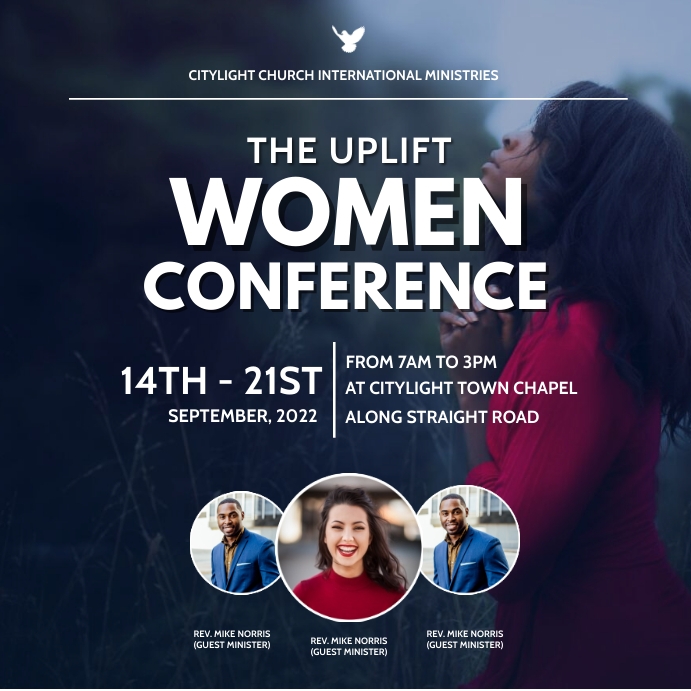 CITYLIGHT CHURCH INTERNATIONAL MINISTRIES
THE UPLIFT
WOMEN
CONFERENCE
14TH - 21ST
SEPTEMBER, 2022
FROM 7AM TO 3PM
AT CITYLIGHT TOWN CHAPEL
ALONG STRAIGHT ROAD
REV. MIKE NORRIS
(GUEST MINISTER)
REV. MIKE NORRIS
(GUEST MINISTER)
REV. MIKE NORRIS
(GUEST MINISTER)